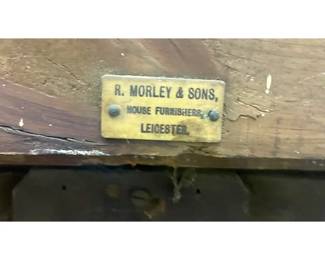 R. MORLEY & SONS,
HOUSE FURNISHERS,
LEICESTER.